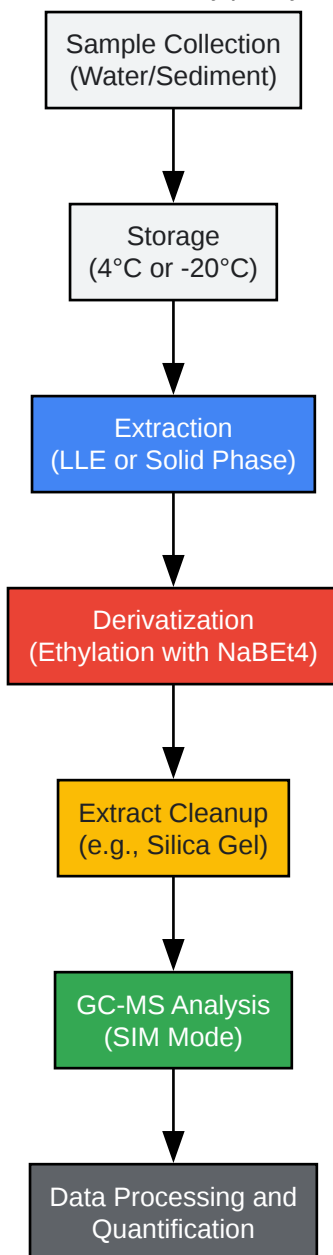 Sample Collection
(Water/Sediment)
Storage
(4°C or -20°C)
Extraction
(LLE or Solid Phase)
Derivatization
(Ethylation with NaBEt4)
Extract Cleanup
(e.g., Silica Gel)
GC-MS Analysis
(SIM Mode)
Data Processing and
Quantification